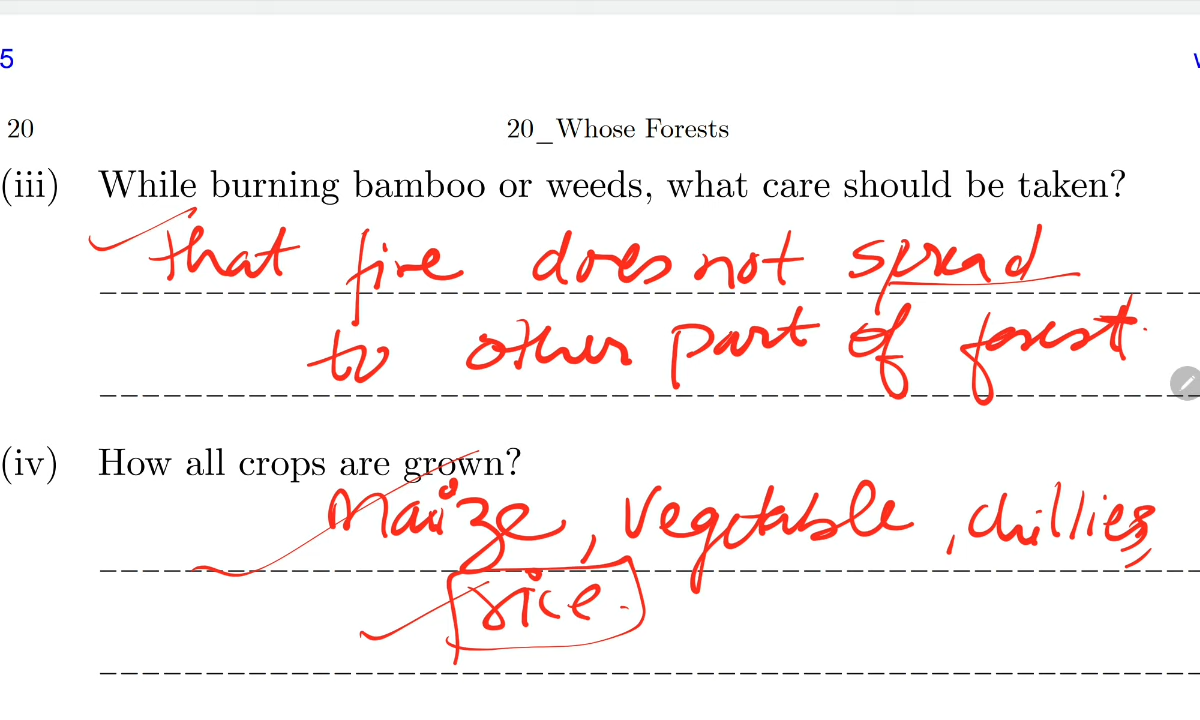 5
20 20_Whose Forests
(iii) While burning bamboo or weeds, what care should be taken?
that fire does not spread
to other part of forest.
(iv) How all crops are grown?
Maize, vegetable, chillies,
rice.